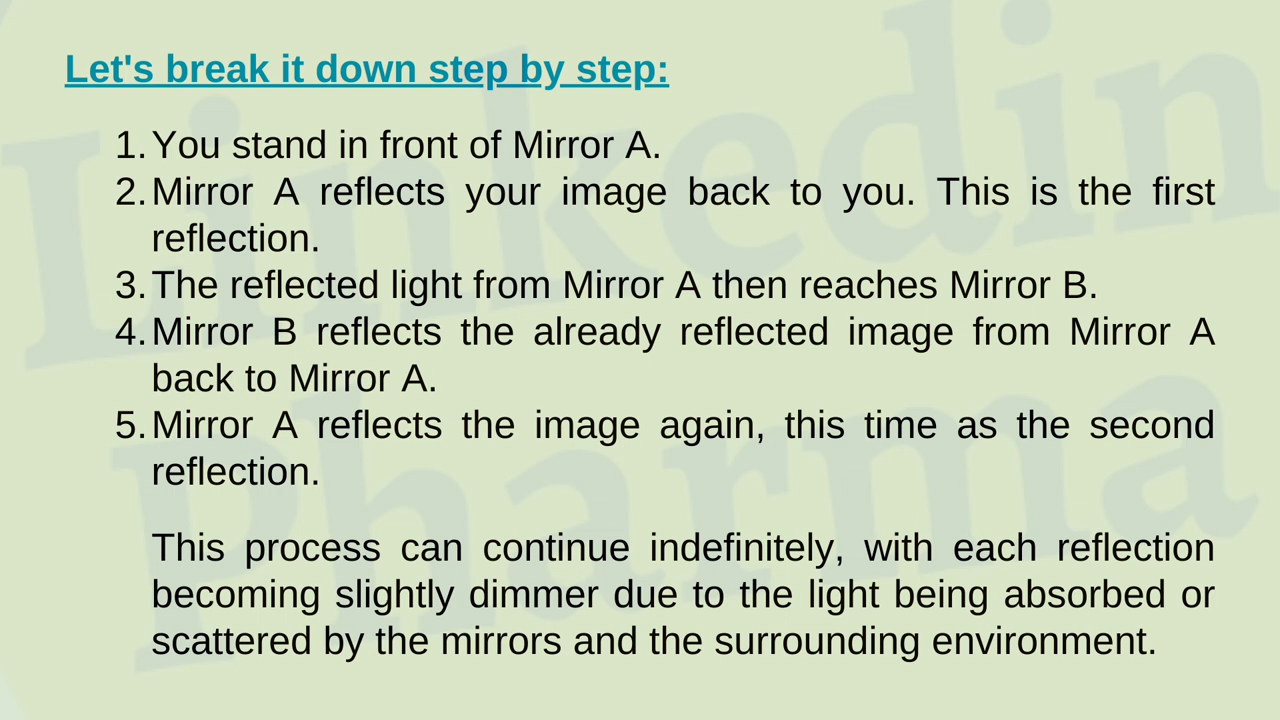 Let's break it down step by step:
1. You stand in front of Mirror A.
2. Mirror A reflects your image back to you. This is the first
reflection.
3. The reflected light from Mirror A then reaches Mirror B.
4. Mirror B reflects the already reflected image from Mirror A
back to Mirror A.
5. Mirror A reflects the image again, this time as the second
reflection.
This process can continue indefinitely, with each reflection
becoming slightly dimmer due to the light being absorbed or
scattered by the mirrors and the surrounding environment.
Linkedin
Pharma